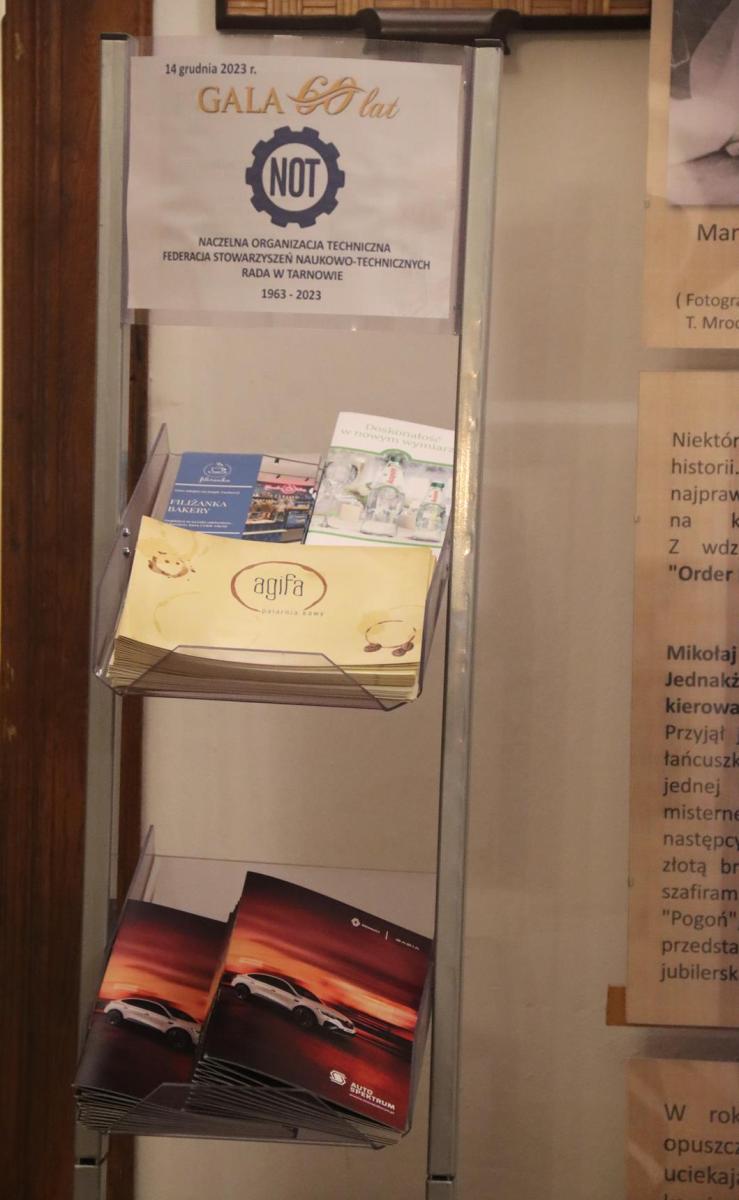 14 grudnia 2023 r.
GALA 60 lat
NOT
NACZELNA ORGANIZACJA TECHNICZNA
FEDERACJA STOWARZYSZEŃ NAUKOWO-TECHNICZNYCH
RADA W TARNOWIE
1963 - 2023
Doskonałość
w nowym wymiarze
filiżanka
FILIŻANKA
BAKERY
agifa
palarnia kawy
AUTO
SPEKTRUM
Mar
( Fotogra
T. Mroc
Niektór
historii.
najpraw
na k
Z wdz
"Order
Mikołaj
Jednakż
kierowa
Przyjął j
łańcuszk
jednej
misterne
następcy
złotą br
szafiram
"Pogoń"
przedsta
jubilersk
W rok
opuszcz
uciekaj